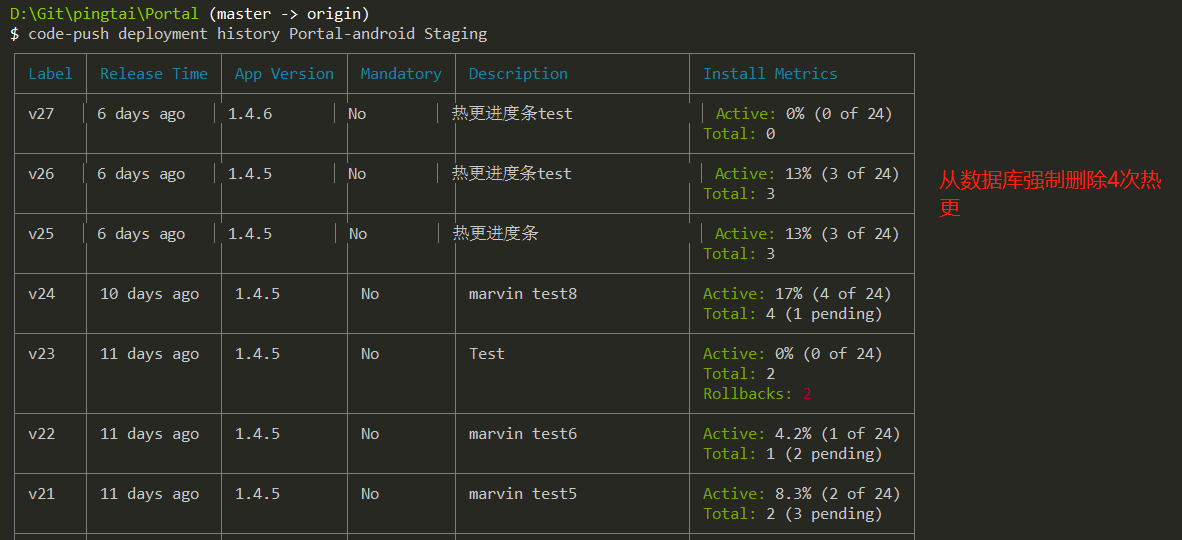 D:\Git\pingtai\Portal (master -> origin)
$ code-push deployment history Portal-android Staging
Label Release Time App Version Mandatory Description Install Metrics
v27 6 days ago 1.4.6 No 热更进度条test Active: 0% (0 of 24)
Total: 0
v26 6 days ago 1.4.5 No 热更进度条test Active: 13% (3 of 24)
Total: 3
从数据库强制删除4次热
更
v25 6 days ago 1.4.5 No 热更进度条 Active: 13% (3 of 24)
Total: 3
v24 10 days ago 1.4.5 No marvin test8 Active: 17% (4 of 24)
Total: 4 (1 pending)
v23 11 days ago 1.4.5 No Test Active: 0% (0 of 24)
Total: 2
Rollbacks: 2
v22 11 days ago 1.4.5 No marvin test6 Active: 4.2% (1 of 24)
Total: 1 (2 pending)
v21 11 days ago 1.4.5 No marvin test5 Active: 8.3% (2 of 24)
Total: 2 (3 pending)